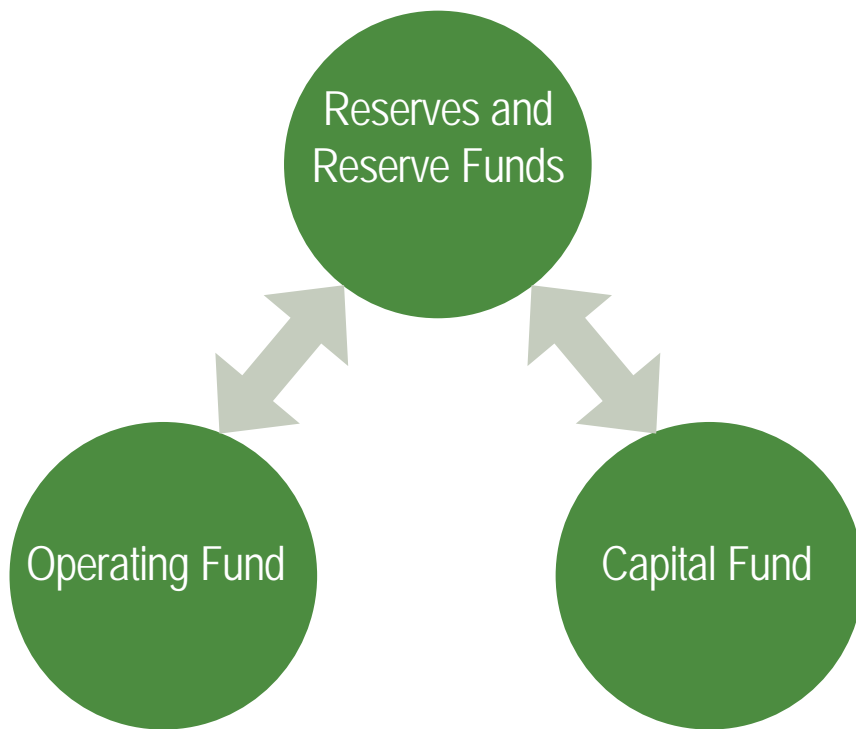 Reserves and
Reserve Funds
Operating Fund
Capital Fund